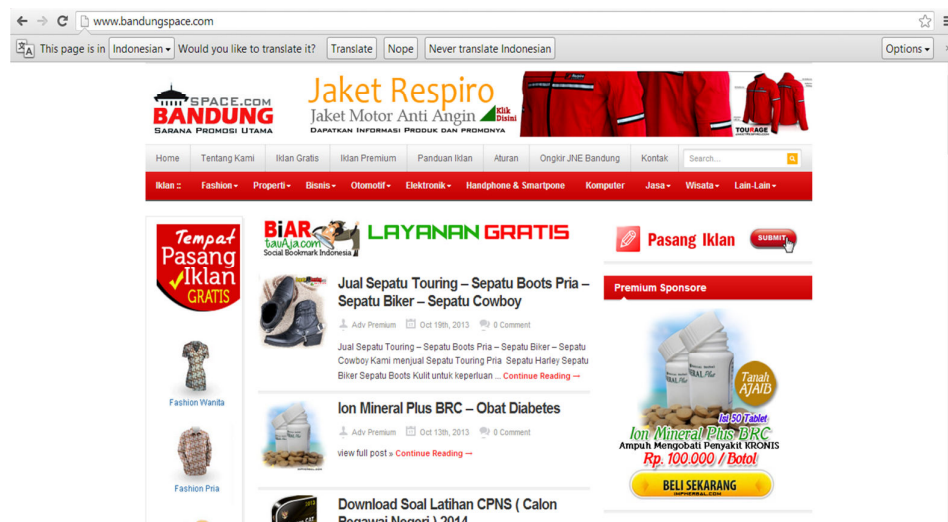 www.bandungspace.com
This page is in Indonesian Would you like to translate it? Translate Nope Never translate Indonesian Options
SPACE.COM
BANDUNG
SARANA PROMOSI UTAMA
Jaket Respiro
Jaket Motor Anti Angin Klik Disini
DAPATKAN INFORMASI PRODUK DAN PROMONYA
TOURAGE
Home Tentang Kami Iklan Gratis Iklan Premium Panduan Iklan Aturan Ongkir JNE Bandung Kontak Search...
Iklan :: Fashion Properti Bisnis Otomotif Elektronik Handphone & Smartpone Komputer Jasa Wisata Lain-Lain
Tempat
Pasang
Iklan
GRATIS
Fashion Wanita
Fashion Pria
BiAR
tauAja.com
Social Bookmark Indonesia
LAYANAN GRATIS
Jual Sepatu Touring – Sepatu Boots Pria –
Sepatu Biker – Sepatu Cowboy
Adv Premium Oct 19th, 2013 0 Comment
Jual Sepatu Touring – Sepatu Boots Pria – Sepatu Biker – Sepatu
Cowboy Kami menjual Sepatu Touring Pria Sepatu Harley Sepatu
Biker Sepatu Boots Kulit untuk keperluan ... Continue Reading →
Ion Mineral Plus BRC – Obat Diabetes
Adv Premium Oct 13th, 2013 0 Comment
view full post » Continue Reading →
Download Soal Latihan CPNS ( Calon
Pegawai Negeri ) 2014
Pasang Iklan SUBMIT
Premium Sponsore
Tanah
AJAIB
Isi 50 Tablet
Ion Mineral Plus BRC
Ampuh Mengobati Penyakit KRONIS
Rp. 100.000 / Botol
BELI SEKARANG
IMPHERBAL.COM